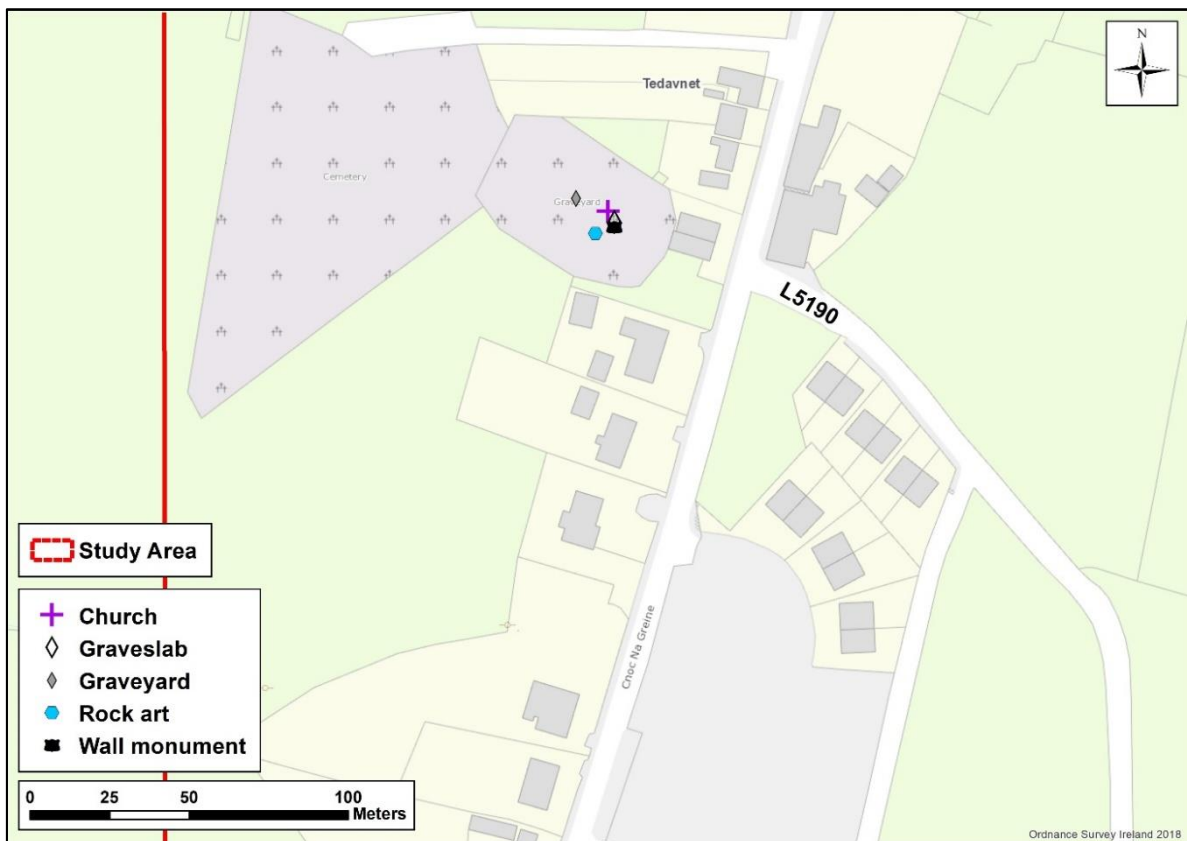 N
Tedavnet
Cemetery
Graveyard
L5190
Cnoc Na Greine
Study Area
Church
Graveslab
Graveyard
Rock art
Wall monument
0 25 50 100
Meters
Ordnance Survey Ireland 2018